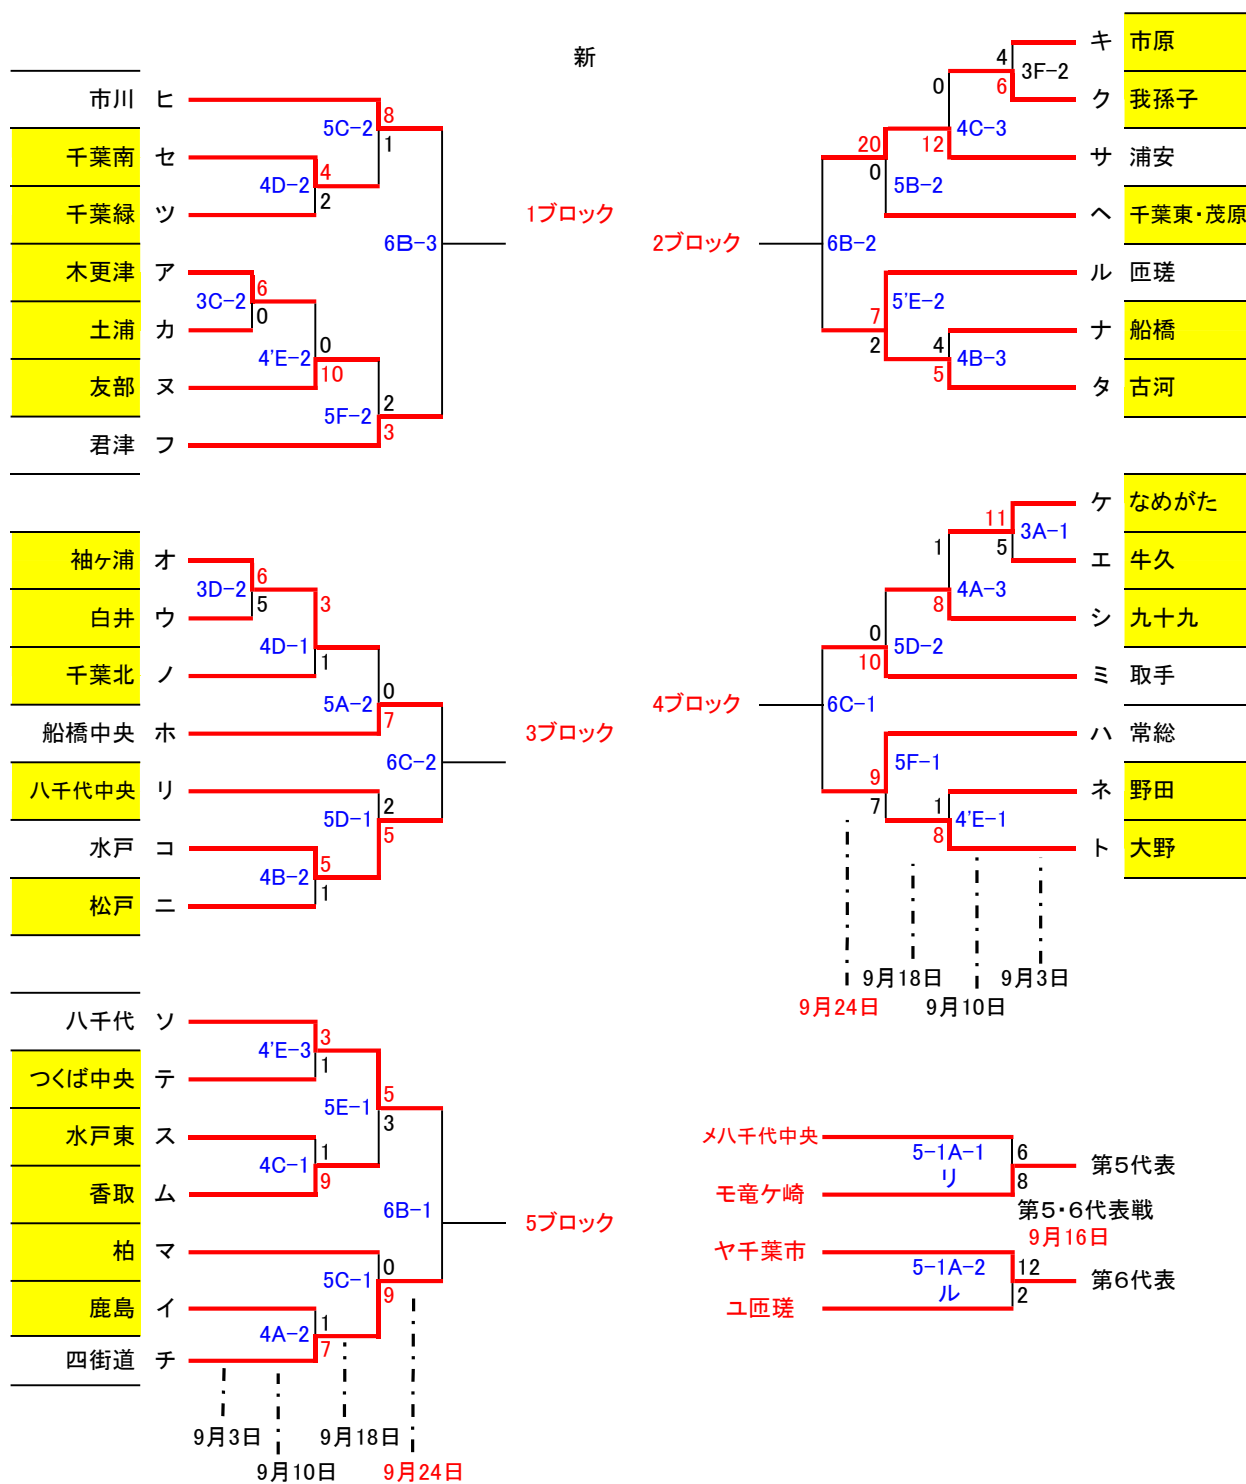 新
市川 ヒ
8
5C-2
1
千葉南 セ
4
4D-2
2
千葉緑 ツ
1ブロック
6B-3
木更津 ア
6
3C-2
0
土浦 カ
0
4'E-2
10
友部 ヌ
2
5F-2
3
君津 フ
キ 市原
4
3F-2
6
ク 我孫子
0
4C-3
12
サ 浦安
20
0
5B-2
ヘ 千葉東・茂原
2ブロック
6B-2
ル 匝瑳
5'E-2
7
2
ナ 船橋
4
4B-3
5
タ 古河
袖ヶ浦 オ
6
3D-2
5
白井 ウ
3
4D-1
1
千葉北 ノ
0
5A-2
7
船橋中央 ホ
3ブロック
6C-2
八千代中央 リ
2
5D-1
5
水戸 コ
5
4B-2
1
松戸 ニ
ケ なめがた
11
3A-1
5
エ 牛久
1
4A-3
8
シ 九十九
0
5D-2
10
ミ 取手
4ブロック
6C-1
ハ 常総
5F-1
9
7
ネ 野田
1
4'E-1
8
ト 大野
9月18日
9月3日
9月24日
9月10日
八千代 ソ
3
4'E-3
1
つくば中央 テ
5
5E-1
3
水戸東 ス
1
4C-1
9
香取 ム
6B-1
5ブロック
柏 マ
0
5C-1
9
鹿島 イ
1
4A-2
7
四街道 チ
9月3日
9月18日
9月10日
9月24日
メ八千代中央
5-1A-1
6
リ
第5代表
8
モ竜ケ崎
第5・6代表戦
9月16日
ヤ千葉市
5-1A-2
12
ル
第6代表
2
ユ匝瑳